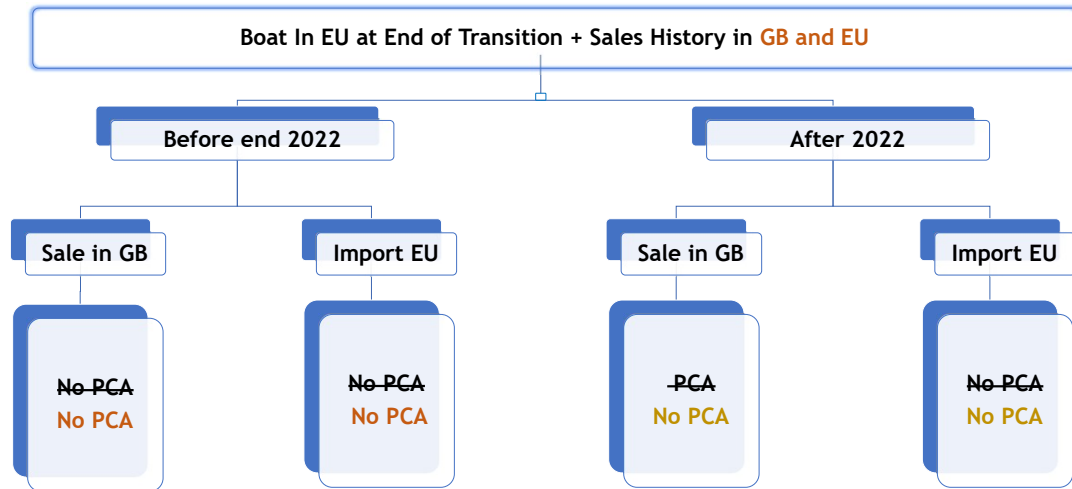 Boat In EU at End of Transition + Sales History in GB and EU
Before end 2022
After 2022
Sale in GB
Import EU
Sale in GB
Import EU
No PCA
No PCA
No PCA
No PCA
PCA
No PCA
No PCA
No PCA